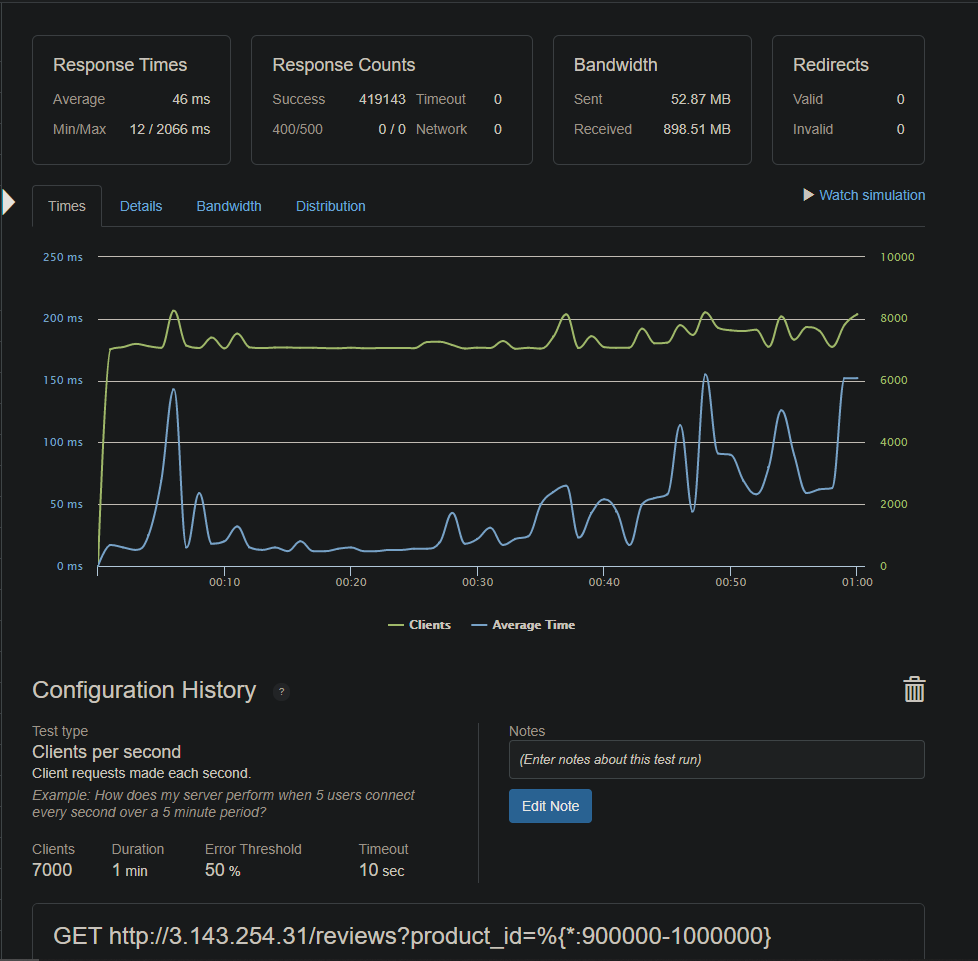 Response Times
Average 46 ms
Min/Max 12 / 2066 ms
Response Counts
Success 419143 Timeout 0
400/500 0 / 0 Network 0
Bandwidth
Sent 52.87 MB
Received 898.51 MB
Redirects
Valid 0
Invalid 0
Times Details Bandwidth Distribution
Watch simulation
250 ms 10000
200 ms 8000
150 ms 6000
100 ms 4000
50 ms 2000
0 ms 0
00:10 00:20 00:30 00:40 00:50 01:00
Clients Average Time
Configuration History ?
Test type
Clients per second
Client requests made each second.
Example: How does my server perform when 5 users connect
every second over a 5 minute period?
Clients Duration Error Threshold Timeout
7000 1 min 50 % 10 sec
Notes
(Enter notes about this test run)
Edit Note
GET http://3.143.254.31/reviews?product_id=%{*:900000-1000000}